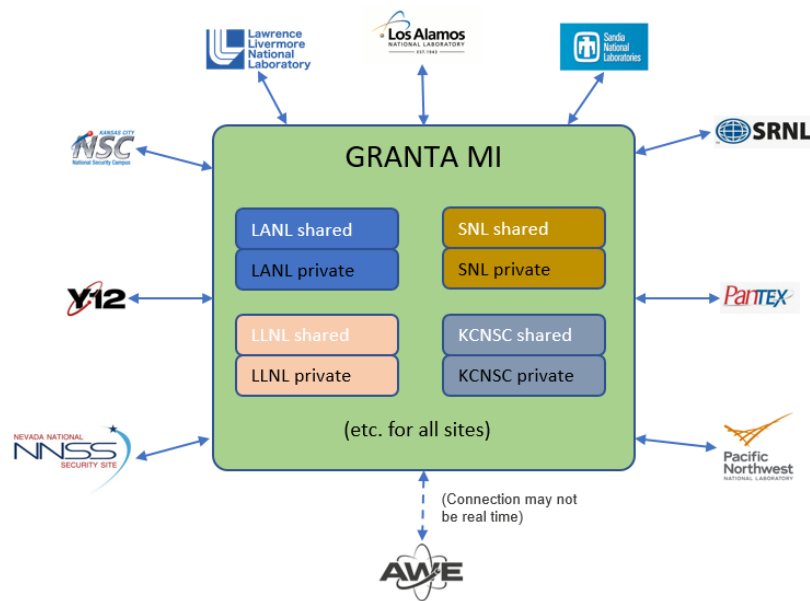 Lawrence
Livermore
National
Laboratory
Los Alamos
NATIONAL LABORATORY
EST. 1943
Sandia
National
Laboratories
KANSAS CITY
NSC
National Security Campus
SRNL
GRANTA MI
LANL shared
LANL private
SNL shared
SNL private
Y-12
PanTEX
LLNL shared
LLNL private
KCNSC shared
KCNSC private
(etc. for all sites)
NEVADA NATIONAL
NNSS
SECURITY SITE
Pacific
Northwest
NATIONAL LABORATORY
(Connection may not
be real time)
AWE